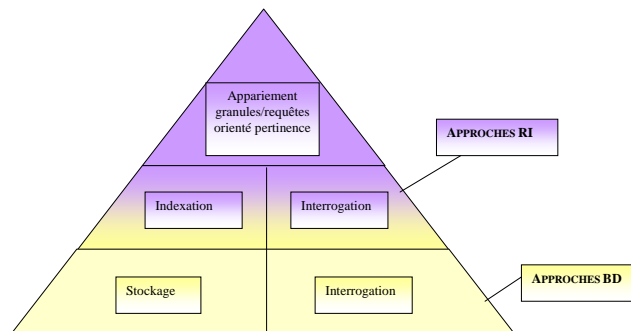 Appariement
granules/requêtes
orienté pertinence
APPROCHES RI
Indexation
Interrogation
APPROCHES BD
Stockage
Interrogation